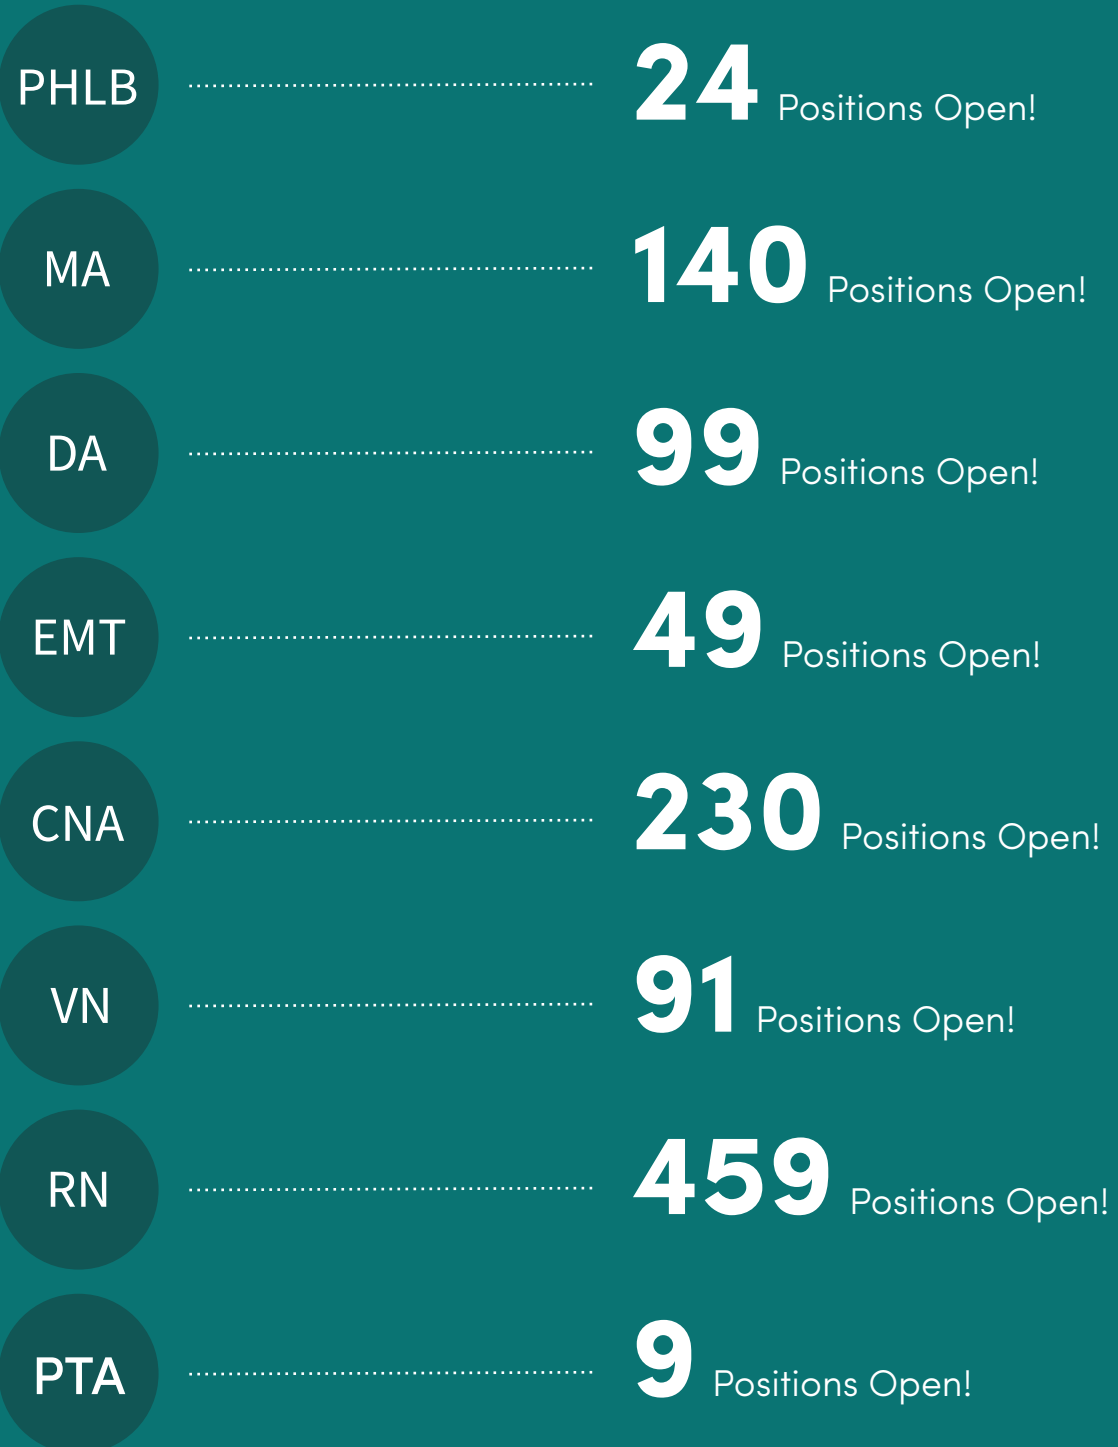 PHLB 24 Positions Open!
MA 140 Positions Open!
DA 99 Positions Open!
EMT 49 Positions Open!
CNA 230 Positions Open!
VN 91 Positions Open!
RN 459 Positions Open!
PTA 9 Positions Open!